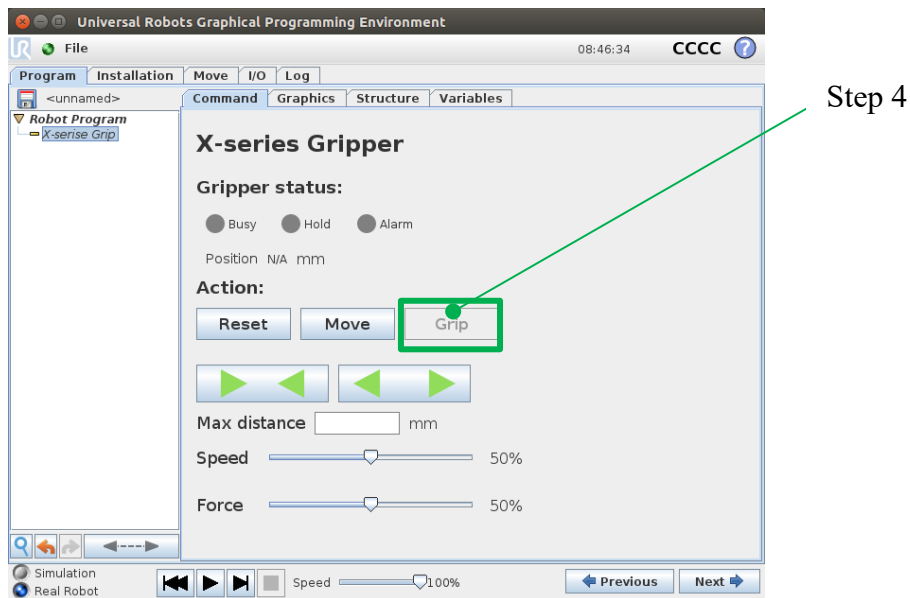 Universal Robots Graphical Programming Environment
UR File 08:46:34 CCCC ?
Program Installation Move I/O Log
<unnamed> Command Graphics Structure Variables
Step 4
Robot Program
X-serise Grip
X-series Gripper
Gripper status:
Busy Hold Alarm
Position N/A mm
Action:
Reset Move Grip
Max distance mm
Speed 50%
Force 50%
Simulation
Real Robot
Speed 100% Previous Next